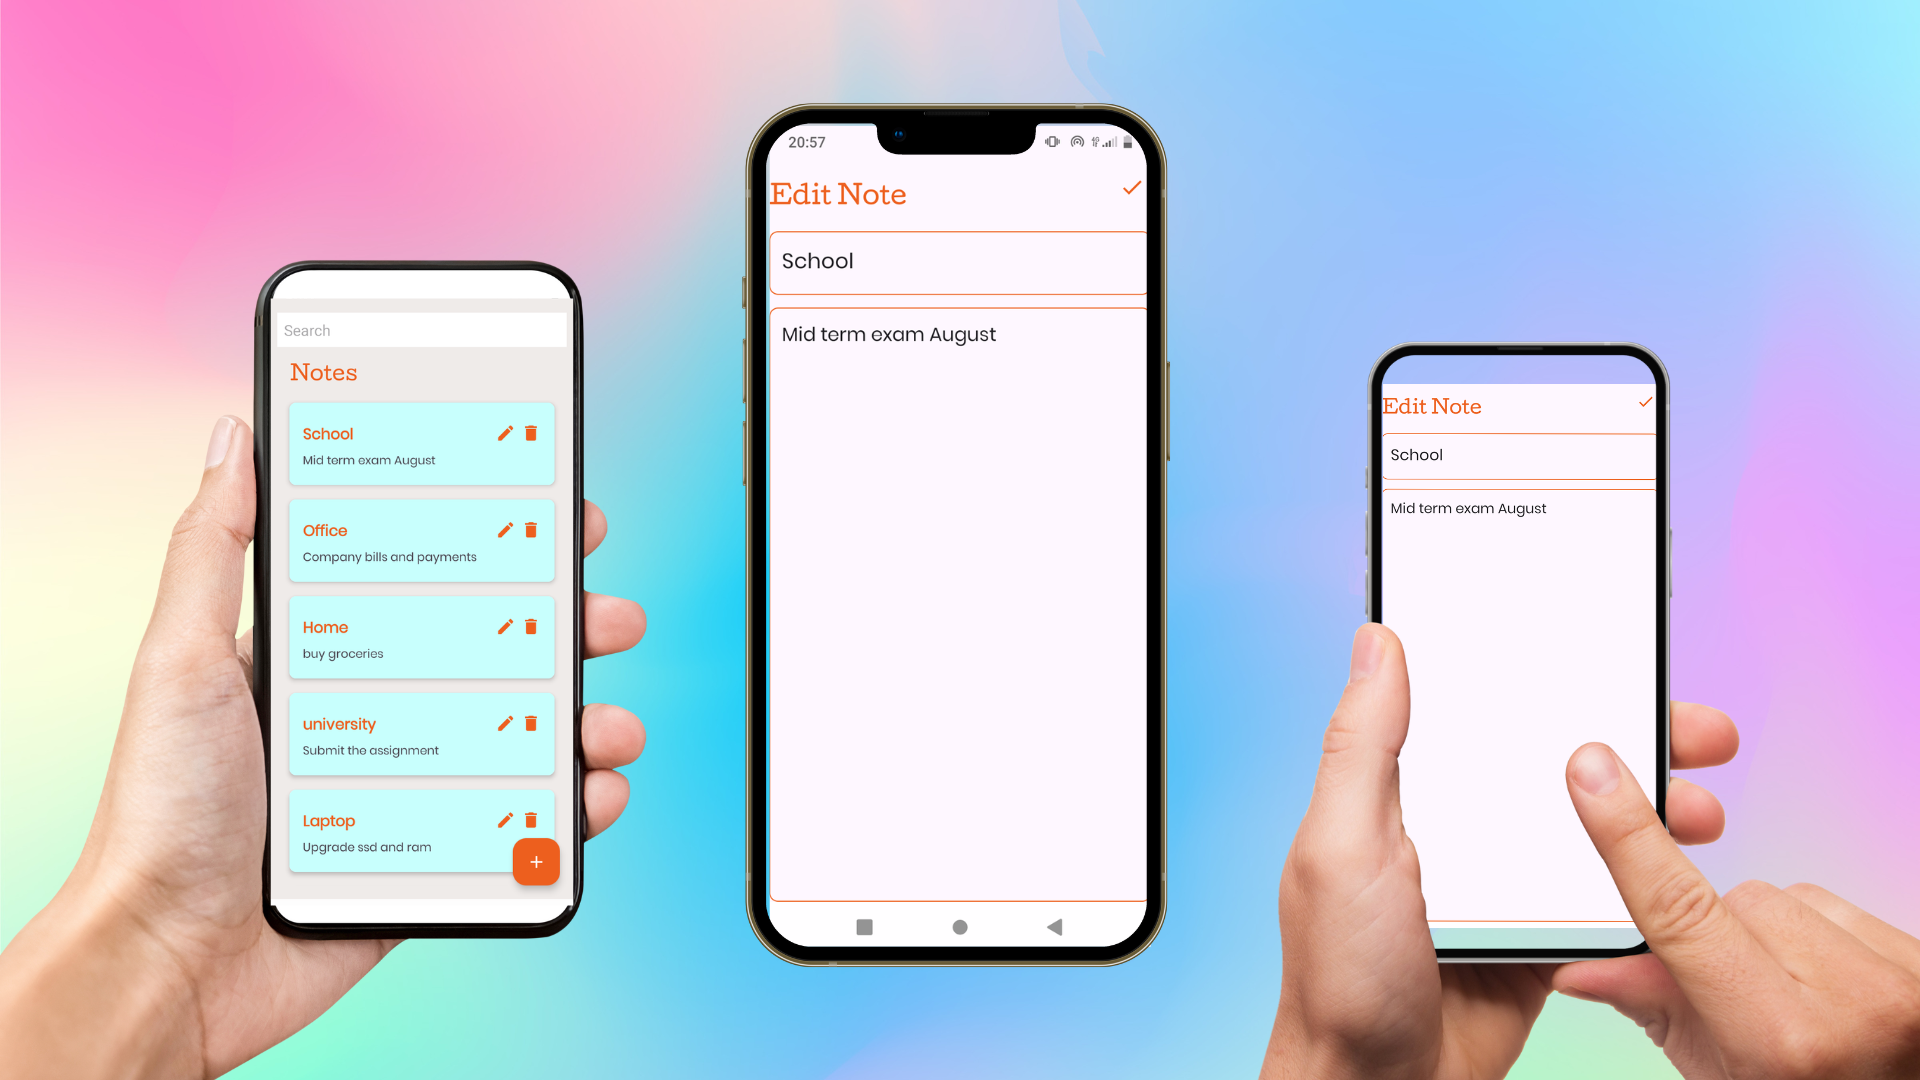 Search
Notes
School
Mid term exam August
Office
Company bills and payments
Home
buy groceries
university
Submit the assignment
Laptop
Upgrade ssd and ram
+
20:57
Edit Note
School
Mid term exam August
Edit Note
School
Mid term exam August